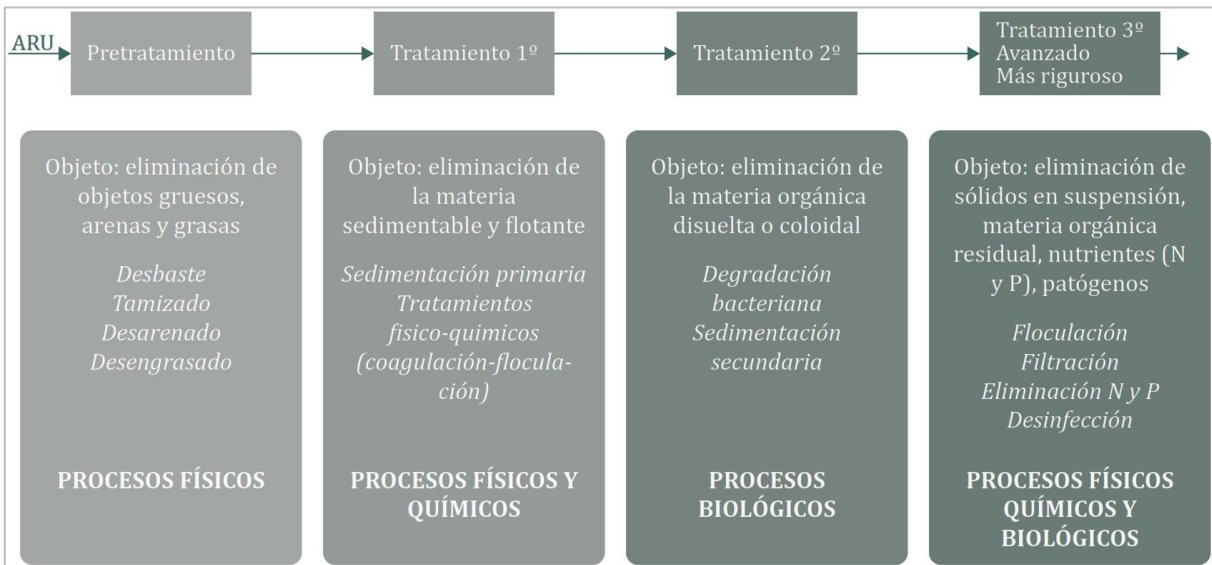 ARU
Pretratamiento
Tratamiento 1º
Tratamiento 2º
Tratamiento 3º
Avanzado
Más riguroso
Objeto: eliminación de
objetos gruesos,
arenas y grasas
Desbaste
Tamizado
Desarenado
Desengrasado
PROCESOS FÍSICOS
Objeto: eliminación de
la materia
sedimentable y flotante
Sedimentación primaria
Tratamientos
fisico-quimicos
(coagulación-flocula-
ción)
PROCESOS FÍSICOS Y
QUÍMICOS
Objeto: eliminación de
la materia orgánica
disuelta o coloidal
Degradación
bacteriana
Sedimentación
secundaria
PROCESOS
BIOLÓGICOS
Objeto: eliminación de
sólidos en suspensión,
materia orgánica
residual, nutrientes (N
y P), patógenos
Floculación
Filtración
Eliminación N y P
Desinfección
PROCESOS FÍSICOS
QUÍMICOS Y
BIOLÓGICOS